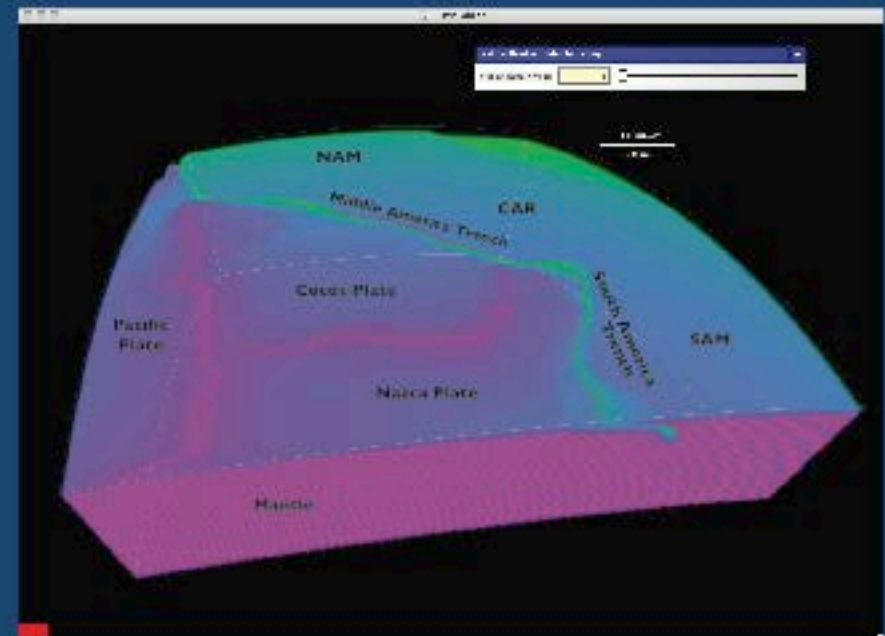 NAM
CAR
Middle America Trench
Cocos Plate
South America
Trench
Pacific
Plate
SAM
Nazca Plate
Mantle